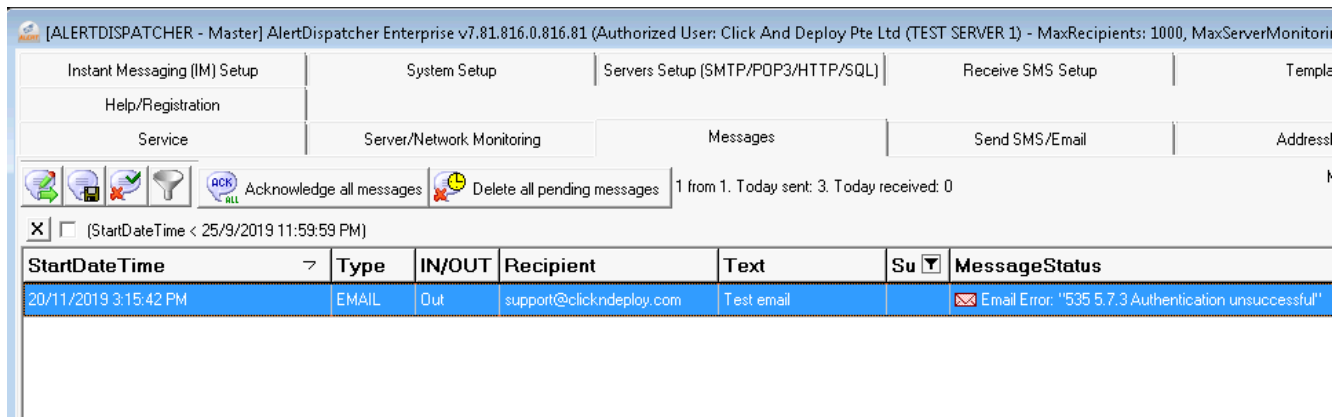 [ALERTDISPATCHER - Master] AlertDispatcher Enterprise v7.81.816.0.816.81 (Authorized User: Click And Deploy Pte Ltd (TEST SERVER 1) - MaxRecipients: 1000, MaxServerMonitorin
Instant Messaging (IM) Setup System Setup Servers Setup (SMTP/POP3/HTTP/SQL) Receive SMS Setup Templa
Help/Registration
Service Server/Network Monitoring Messages Send SMS/Email Address
ACK ALL Acknowledge all messages Delete all pending messages 1 from 1. Today sent: 3. Today received: 0
X (StartDateTime < 25/9/2019 11:59:59 PM)
StartDateTime Type IN/OUT Recipient Text Su MessageStatus
20/11/2019 3:15:42 PM EMAIL Out support@clickndeploy.com Test email Email Error: "535 5.7.3 Authentication unsuccessful"